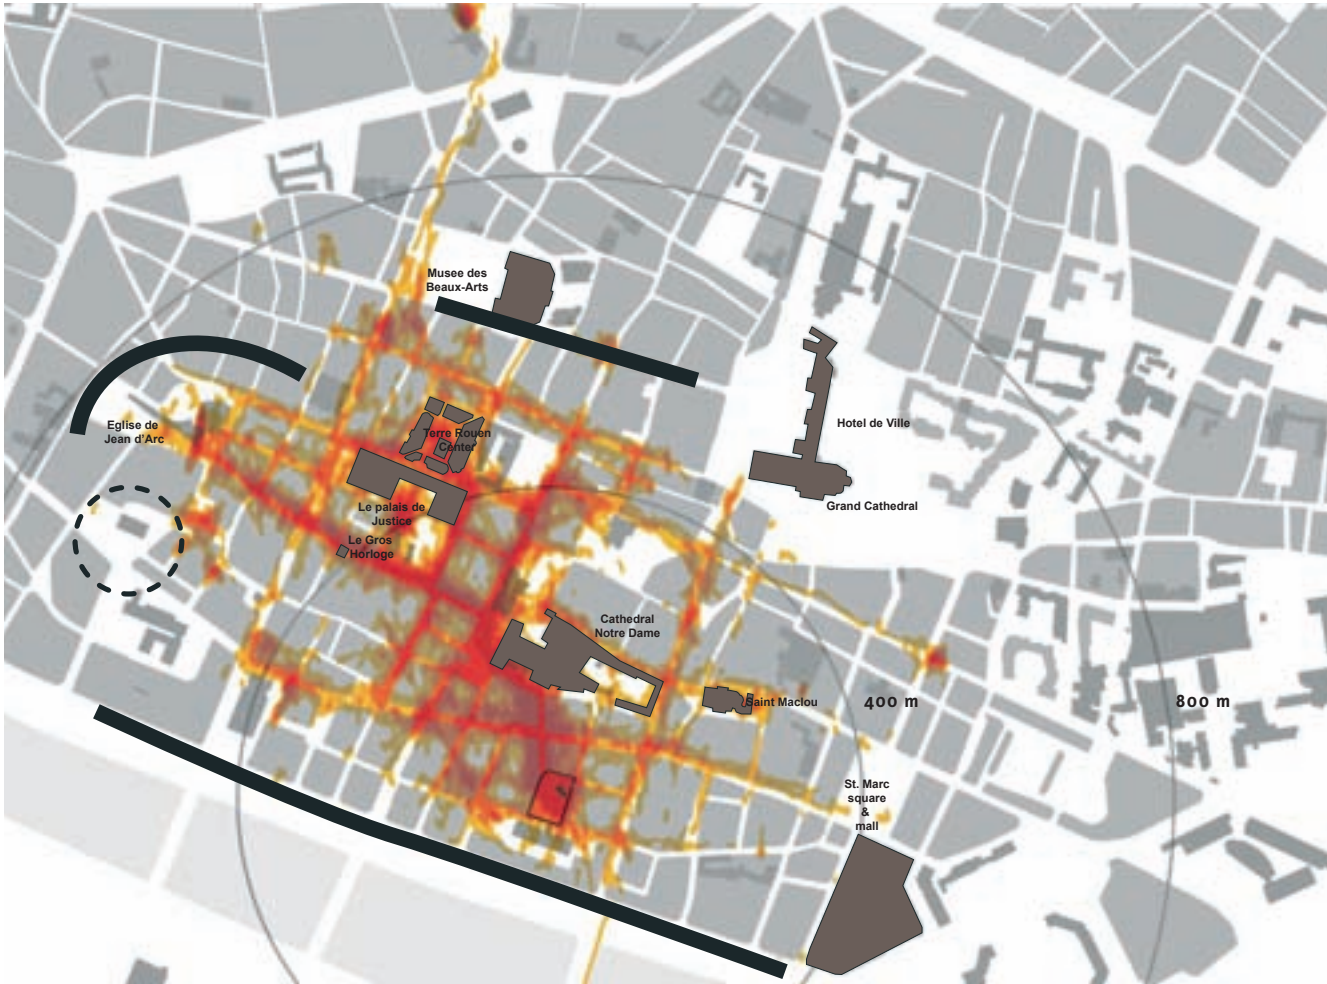 Musee des
Beaux-Arts
Eglise de
Jean d'Arc
Terre Rouen
Center
Hotel de Ville
Le palais de
Justice
Grand Cathedral
Le Gros
Horloge
Cathedral
Notre Dame
Saint Maclou
400 m
800 m
St. Marc
square
&
mall